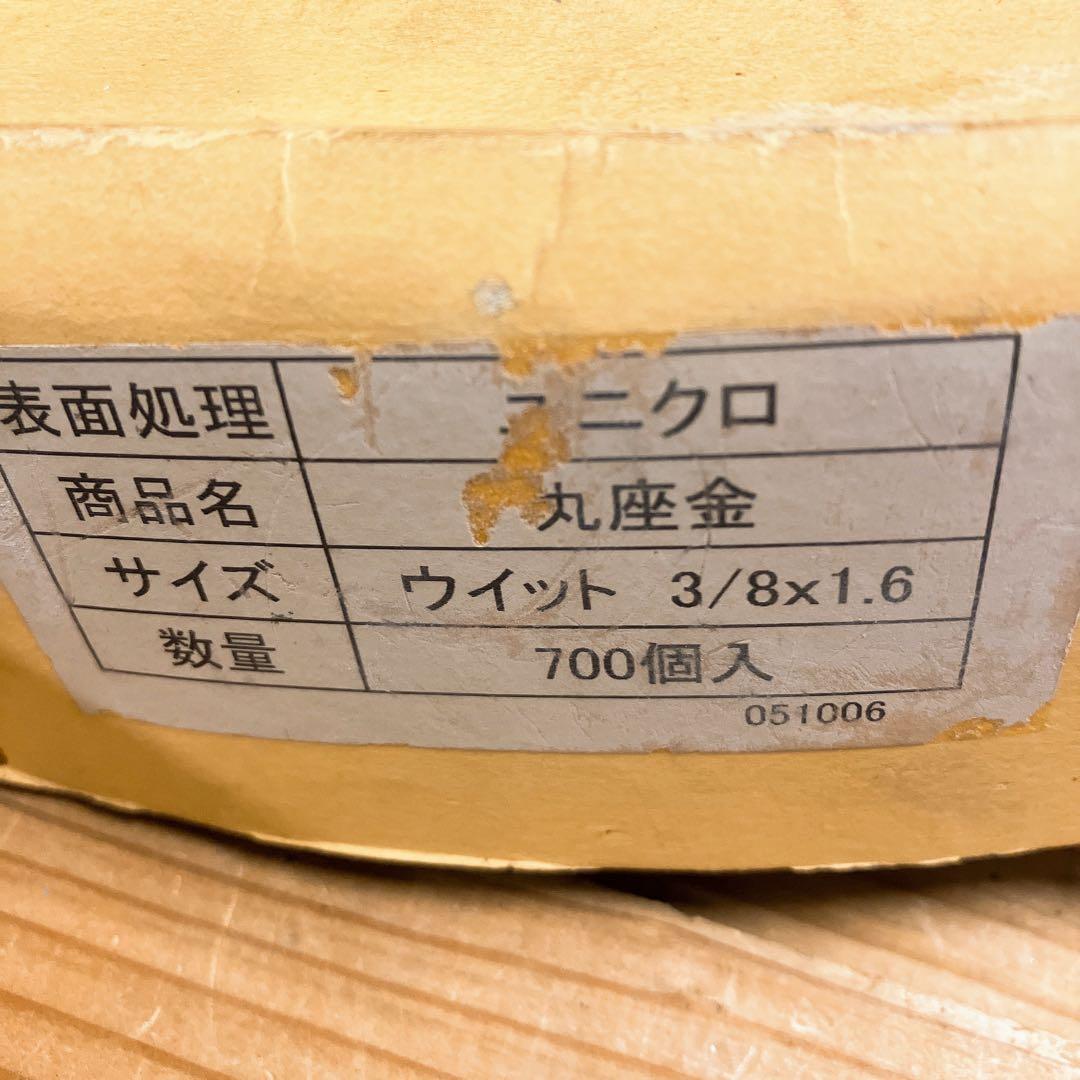 表面処理 ユニクロ
商品名 丸座金
サイズ ウイット 3/8x1.6
数量 700個入
051006